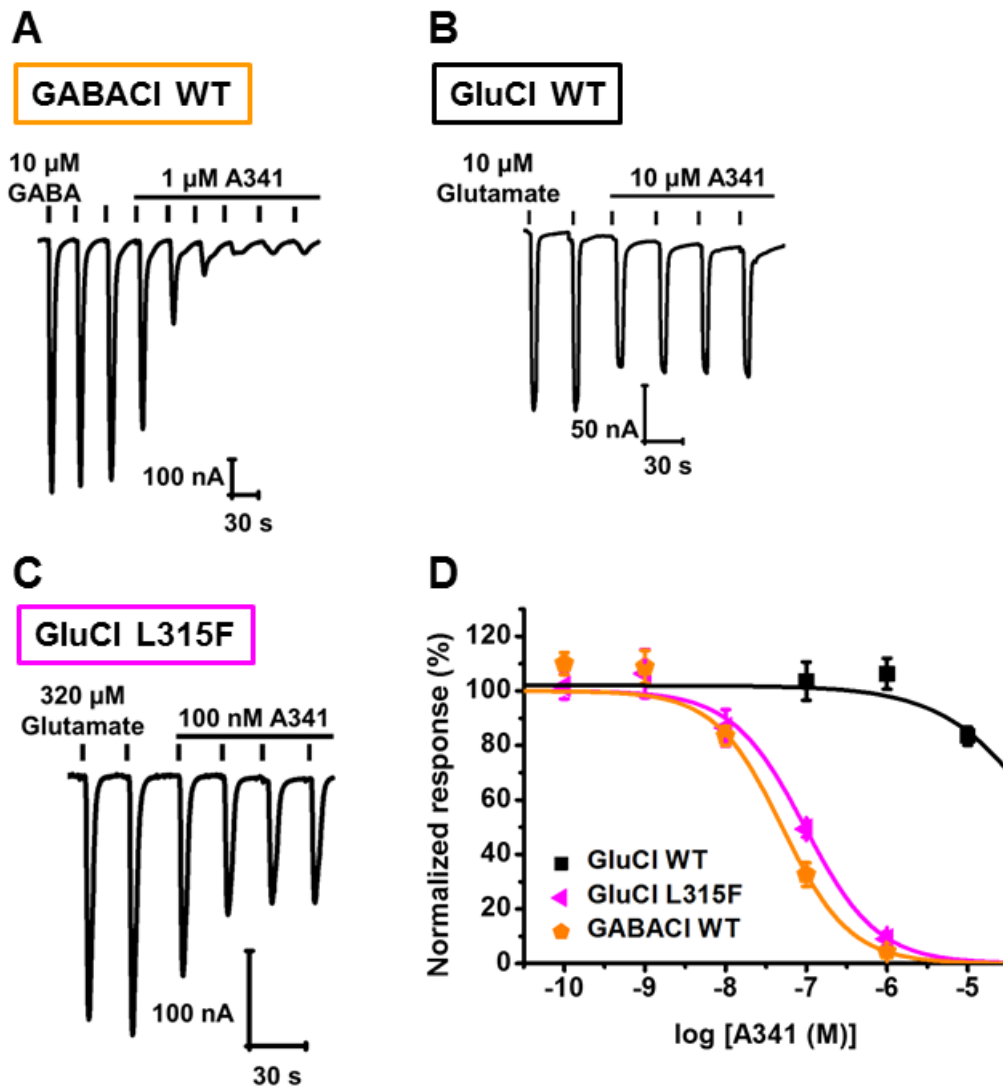 A
GABACl WT
10 µM
GABA
1 µM A341
100 nA
30 s
B
GluCl WT
10 µM
Glutamate
10 µM A341
50 nA
30 s
C
GluCl L315F
320 µM
Glutamate
100 nM A341
100 nA
30 s
D
Normalized response (%)
120
100
80
60
40
20
0
GluCl WT
GluCl L315F
GABACl WT
-10 -9 -8 -7 -6 -5
log [A341 (M)]